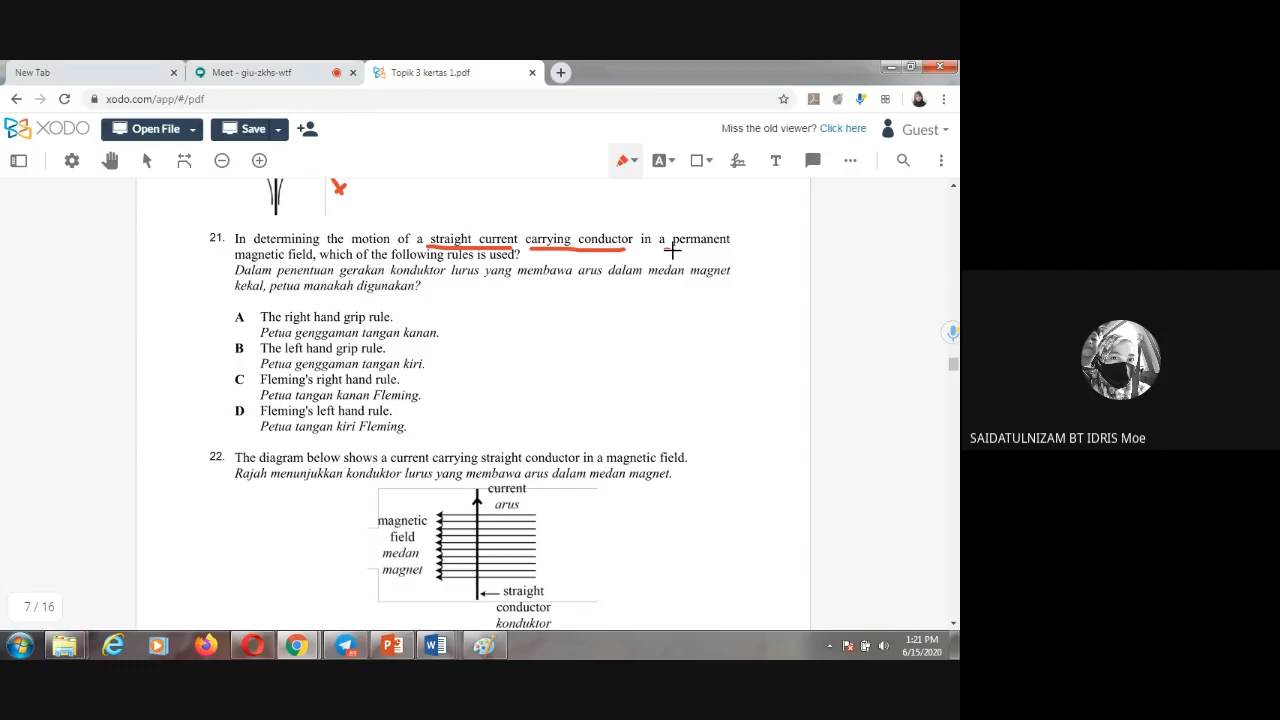 New Tab
Meet - giu-zkhs-wtf
Topik 3 kertas 1.pdf
xodo.com/app/#/pdf
XODO
Open File
Save
Miss the old viewer? Click here
Guest
21. In determining the motion of a straight current carrying conductor in a permanent
magnetic field, which of the following rules is used?
Dalam penentuan gerakan konduktor lurus yang membawa arus dalam medan magnet
kekal, petua manakah digunakan?
A The right hand grip rule.
Petua genggaman tangan kanan.
B The left hand grip rule.
Petua genggaman tangan kiri.
C Fleming's right hand rule.
Petua tangan kanan Fleming.
D Fleming's left hand rule.
Petua tangan kiri Fleming.
22. The diagram below shows a current carrying straight conductor in a magnetic field.
Rajah menunjukkan konduktor lurus yang membawa arus dalam medan magnet.
current
arus
magnetic
field
medan
magnet
straight
conductor
konduktor
7 / 16
1:21 PM
6/15/2020
SAIDATULNIZAM BT IDRIS Moe